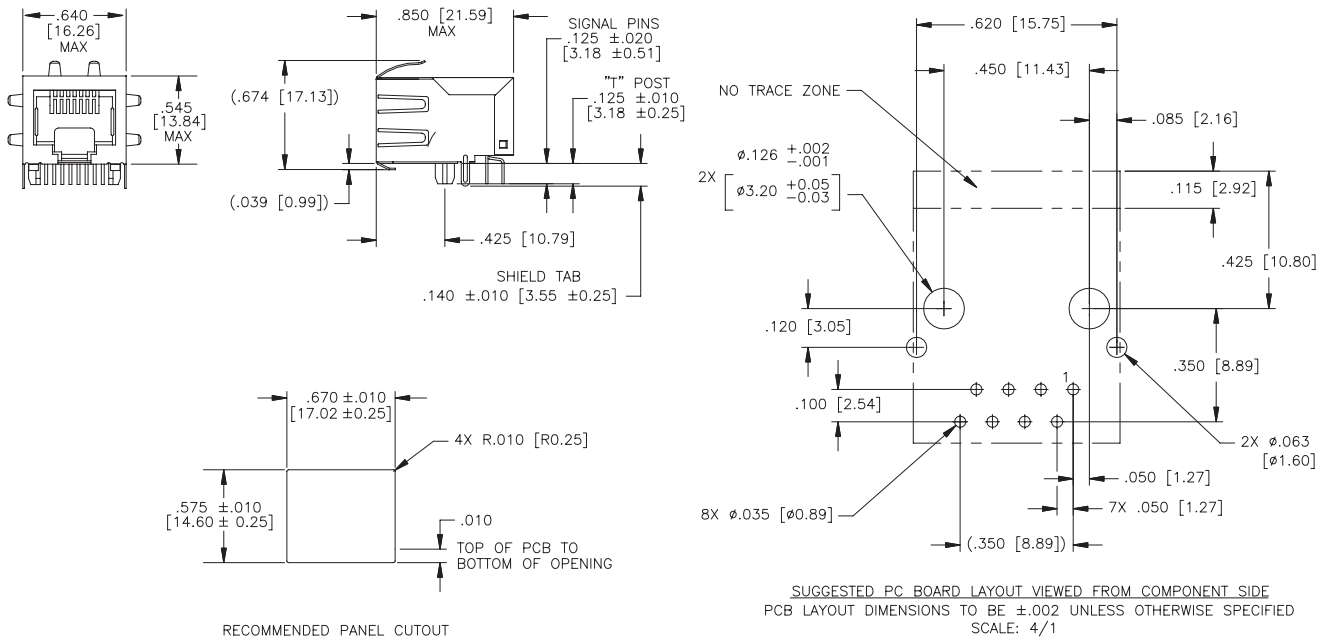 .640
[16.26]
MAX
.545
[13.84]
MAX
.850 [21.59]
MAX
(.674 [17.13])
(.039 [0.99])
SIGNAL PINS
.125 ±.020
[3.18 ±0.51]
"T" POST
.125 ±.010
[3.18 ±0.25]
.425 [10.79]
SHIELD TAB
.140 ±.010 [3.55 ±0.25]
.670 ±.010
[17.02 ±0.25]
4X R.010 [R0.25]
.575 ±.010
[14.60 ± 0.25]
.010
TOP OF PCB TO
BOTTOM OF OPENING
RECOMMENDED PANEL CUTOUT
.620 [15.75]
.450 [11.43]
NO TRACE ZONE
.085 [2.16]
ø.126 +.002 -.001
2X [ø3.20 +0.05 -0.03]
.115 [2.92]
.425 [10.80]
.120 [3.05]
.350 [8.89]
1
.100 [2.54]
2X ø.063
[ø1.60]
.050 [1.27]
8X ø.035 [ø0.89]
7X .050 [1.27]
(.350 [8.89])
SUGGESTED PC BOARD LAYOUT VIEWED FROM COMPONENT SIDE
PCB LAYOUT DIMENSIONS TO BE ±.002 UNLESS OTHERWISE SPECIFIED
SCALE: 4/1